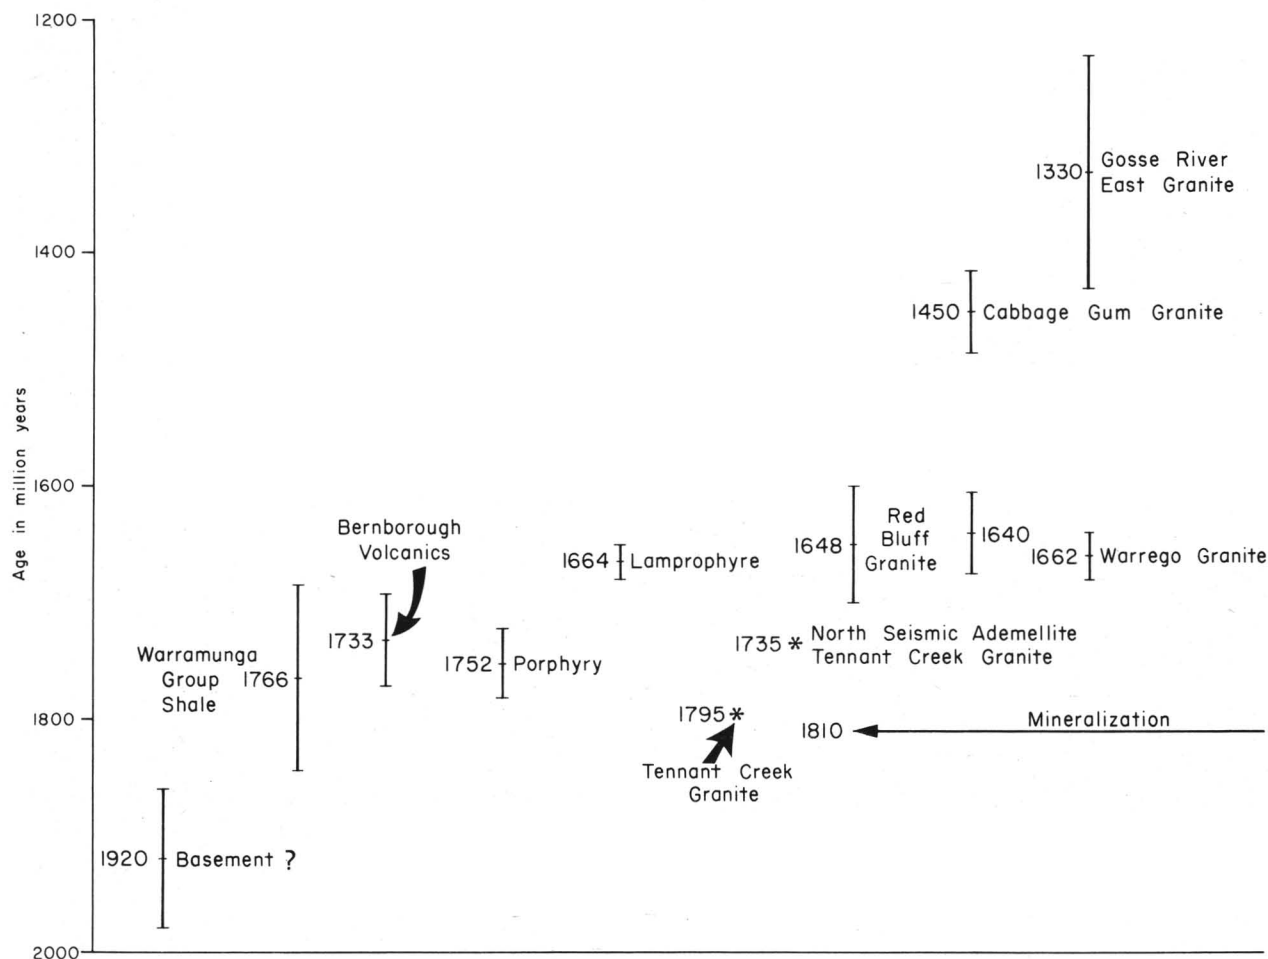 1200
1330
Gosse River
East Granite
1400
1450
Cabbage Gum Granite
Age in million years
1600
Bernborough
Volcanics
1664
Lamprophyre
1648
Red
Bluff
Granite
1640
1662
Warrego Granite
1733
1735 *
North Seismic Ademellite
Tennant Creek Granite
Warramunga
Group 1766
Shale
1752
Porphyry
1795 *
1800
1810
Mineralization
Tennant Creek
Granite
1920
Basement ?
2000